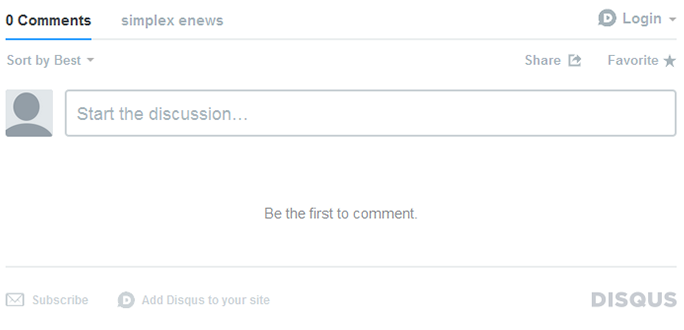 0 Comments simplex enews Login
Sort by Best Share Favorite
Start the discussion...
Be the first to comment.
Subscribe Add Disqus to your site DISQUS